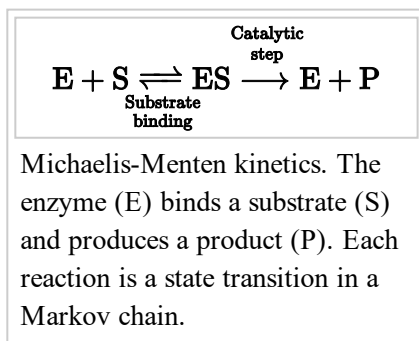 Catalytic
step
E + S ⇌ ES ⟶ E + P
Substrate
binding
Michaelis-Menten kinetics. The
enzyme (E) binds a substrate (S)
and produces a product (P). Each
reaction is a state transition in a
Markov chain.